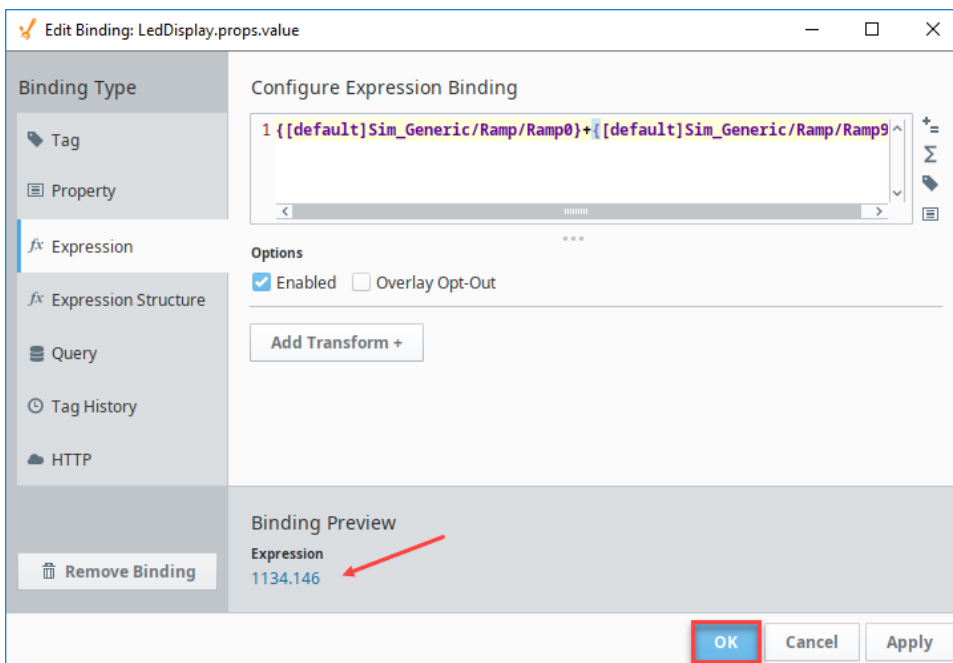 Edit Binding: LedDisplay.props.value
Binding Type
Tag
Property
fx Expression
fx Expression Structure
Query
Tag History
HTTP
Remove Binding
Configure Expression Binding
1 {[default]Sim_Generic/Ramp/Ramp0}+{[default]Sim_Generic/Ramp/Ramp9
Options
Enabled Overlay Opt-Out
Add Transform +
Binding Preview
Expression
1134.146
OK Cancel Apply